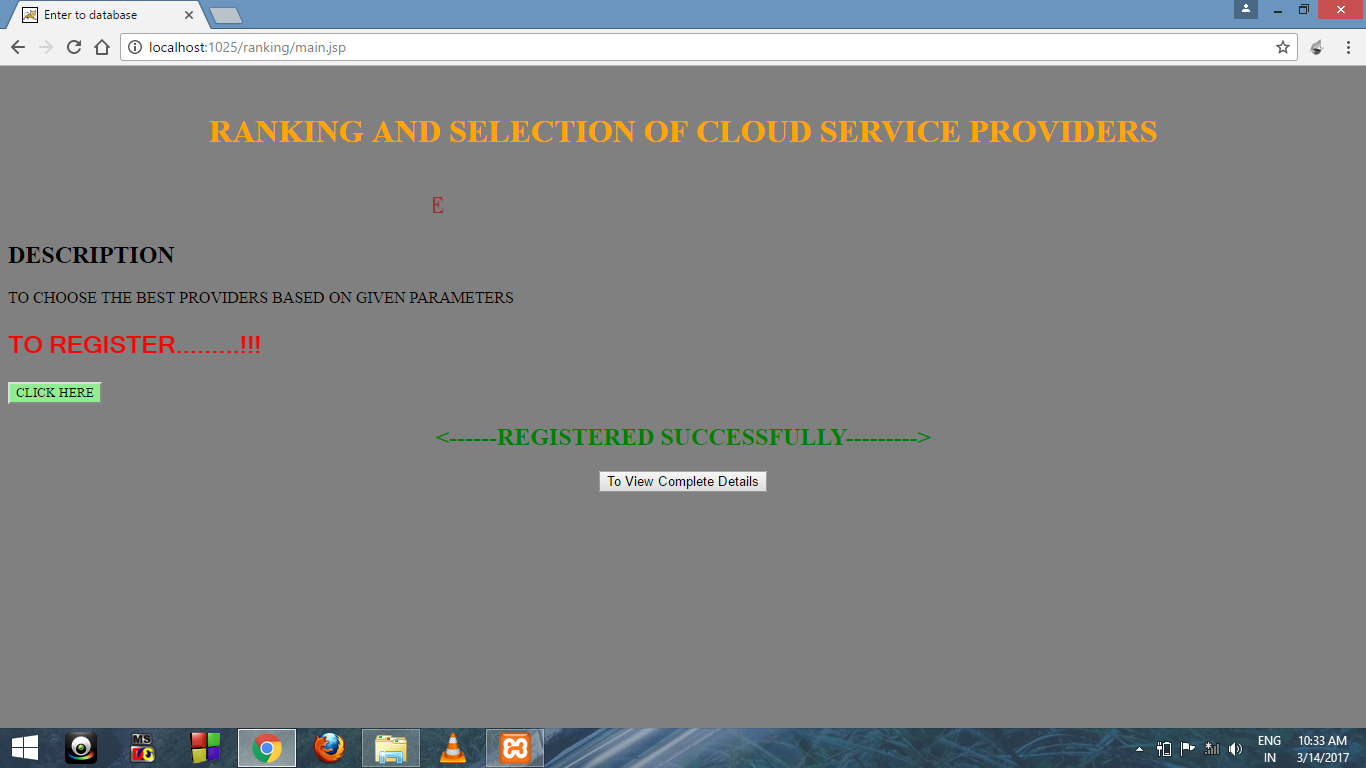 Enter to database
localhost:1025/ranking/main.jsp
RANKING AND SELECTION OF CLOUD SERVICE PROVIDERS
E
DESCRIPTION
TO CHOOSE THE BEST PROVIDERS BASED ON GIVEN PARAMETERS
TO REGISTER.........!!!
CLICK HERE
<------REGISTERED SUCCESSFULLY--------->
To View Complete Details
MS
ENG 10:33 AM
IN 3/14/2017